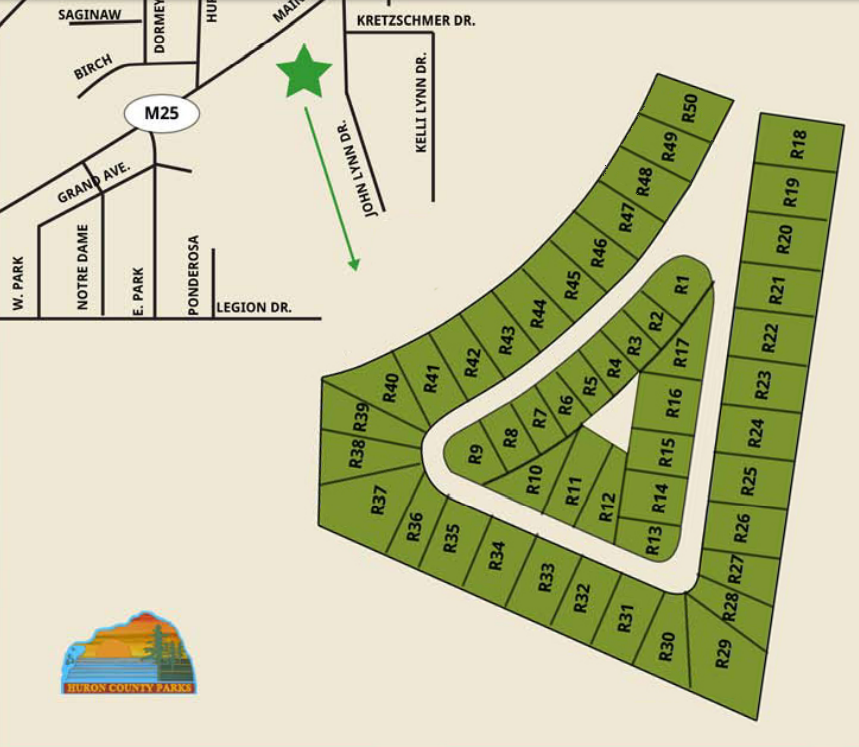 SAGINAW
DORMEY
HUR
MAIN
KRETZSCHMER DR.
BIRCH
KELLI LYNN DR.
M25
JOHN LYNN DR.
GRAND AVE.
W. PARK
NOTRE DAME
E. PARK
PONDEROSA
LEGION DR.
R50
R49
R48
R47
R46
R45
R44
R43
R42
R41
R40
R39
R38
R37
R36
R35
R34
R33
R32
R31
R30
R29
R28
R27
R26
R25
R24
R23
R22
R21
R20
R19
R18
R1
R2
R3
R4
R5
R6
R7
R8
R9
R10
R11
R12
R13
R14
R15
R16
R17
HURON COUNTY PARKS